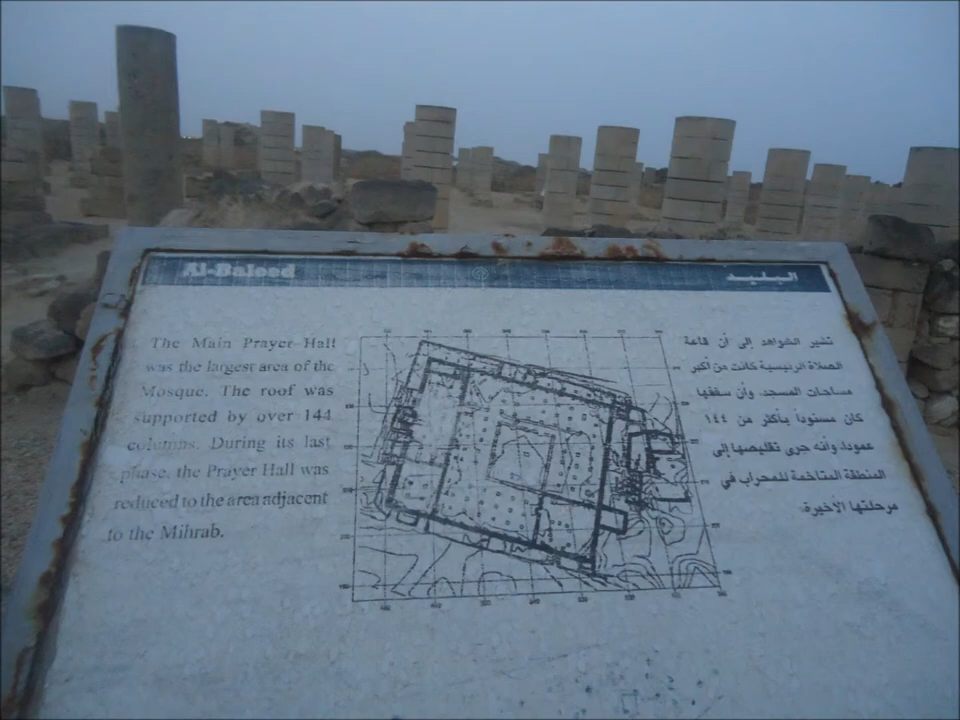 Al-Baleed
البليد
The Main Prayer Hall
was the largest area of the
Mosque. The roof was
supported by over 144
columns. During its last
phase, the Prayer Hall was
reduced to the area adjacent
to the Mihrab.
تشير الشواهد إلى أن قاعة
الصلاة الرئيسية كانت من أكبر
مساحات المسجد، وأن سقفها
كان مسنوداً بأكثر من ١٤٤
عموداً، وأنه جرى تقليصها إلى
المنطقة المتاخمة للمحراب في
مرحلتها الأخيرة.